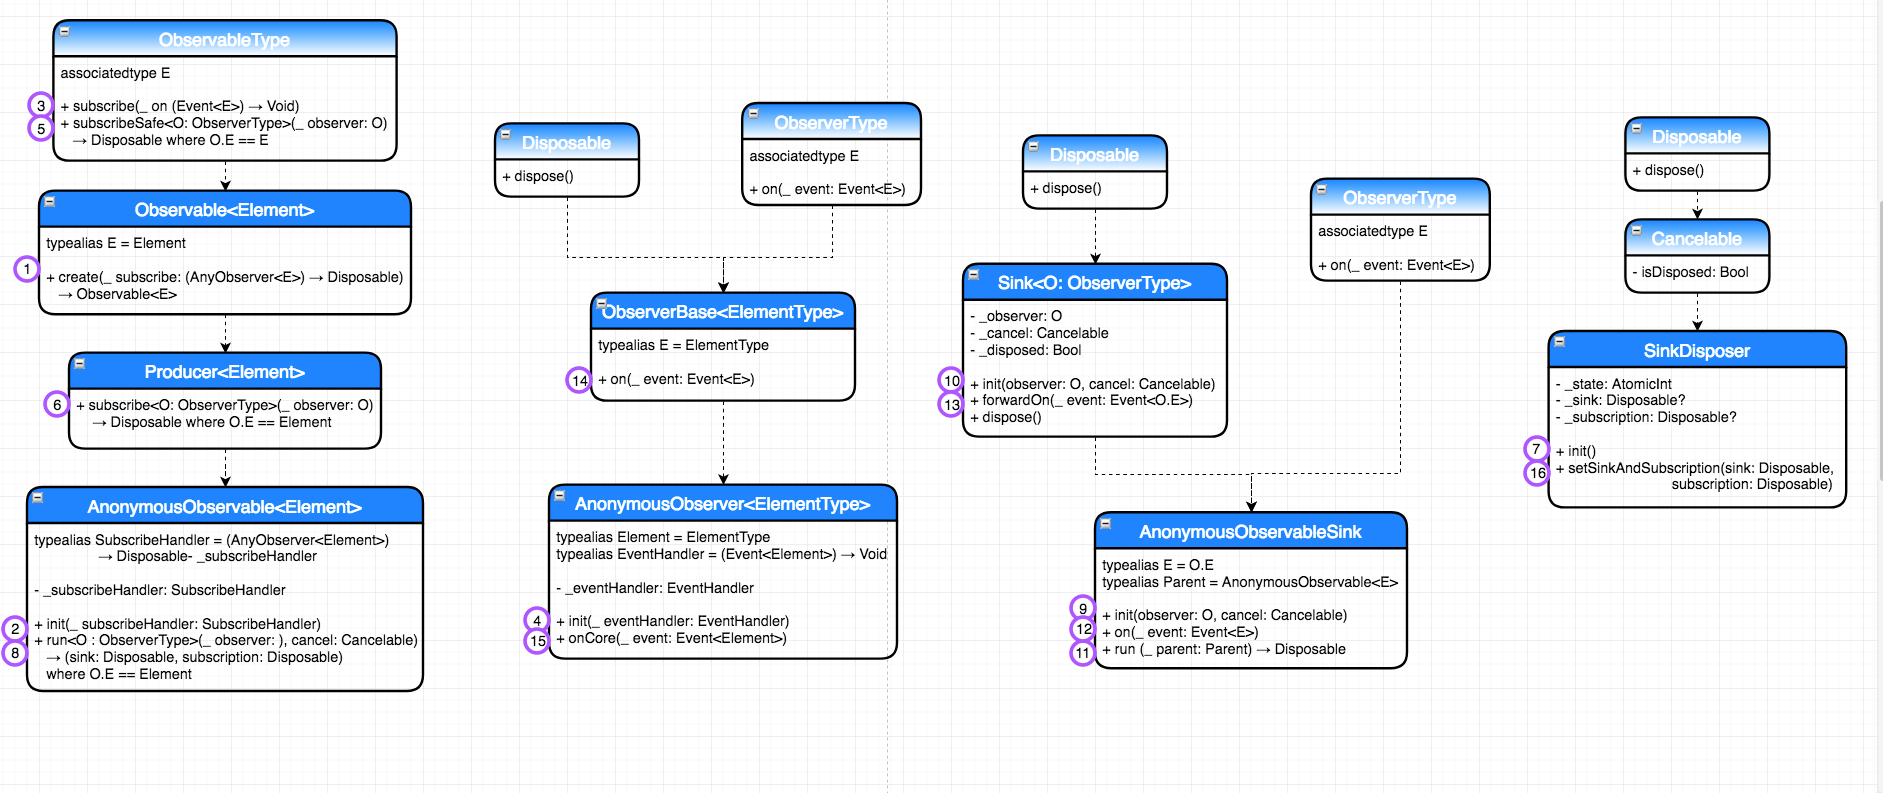 ObservableType
associatedtype E
3
+ subscribe(_ on (Event<E>) → Void)
5
+ subscribeSafe<O: ObserverType>(_ observer: O)
→ Disposable where O.E == E
Observable<Element>
typealias E = Element
1
+ create(_ subscribe: (AnyObserver<E>) → Disposable)
→ Observable<E>
Producer<Element>
6
+ subscribe<O: ObserverType>(_ observer: O)
→ Disposable where O.E == Element
AnonymousObservable<Element>
typealias SubscribeHandler = (AnyObserver<Element>)
→ Disposable- _subscribeHandler
- _subscribeHandler: SubscribeHandler
2
+ init(_ subscribeHandler: SubscribeHandler)
8
+ run<O : ObserverType>(_ observer: ), cancel: Cancelable)
→ (sink: Disposable, subscription: Disposable)
where O.E == Element
Disposable
+ dispose()
ObserverType
associatedtype E
+ on(_ event: Event<E>)
ObserverBase<ElementType>
typealias E = ElementType
14
+ on(_ event: Event<E>)
AnonymousObserver<ElementType>
typealias Element = ElementType
typealias EventHandler = (Event<Element>) → Void
- _eventHandler: EventHandler
4
+ init(_ eventHandler: EventHandler)
15
+ onCore(_ event: Event<Element>)
Disposable
+ dispose()
ObserverType
associatedtype E
+ on(_ event: Event<E>)
Sink<O: ObserverType>
- _observer: O
- _cancel: Cancelable
- _disposed: Bool
10
+ init(observer: O, cancel: Cancelable)
13
+ forwardOn(_ event: Event<O.E>)
+ dispose()
AnonymousObservableSink
typealias E = O.E
typealias Parent = AnonymousObservable<E>
9
+ init(observer: O, cancel: Cancelable)
12
+ on(_ event: Event<E>)
11
+ run (_ parent: Parent) → Disposable
Disposable
+ dispose()
Cancelable
- isDisposed: Bool
SinkDisposer
- _state: AtomicInt
- _sink: Disposable?
- _subscription: Disposable?
7
+ init()
16
+ setSinkAndSubscription(sink: Disposable,
subscription: Disposable)